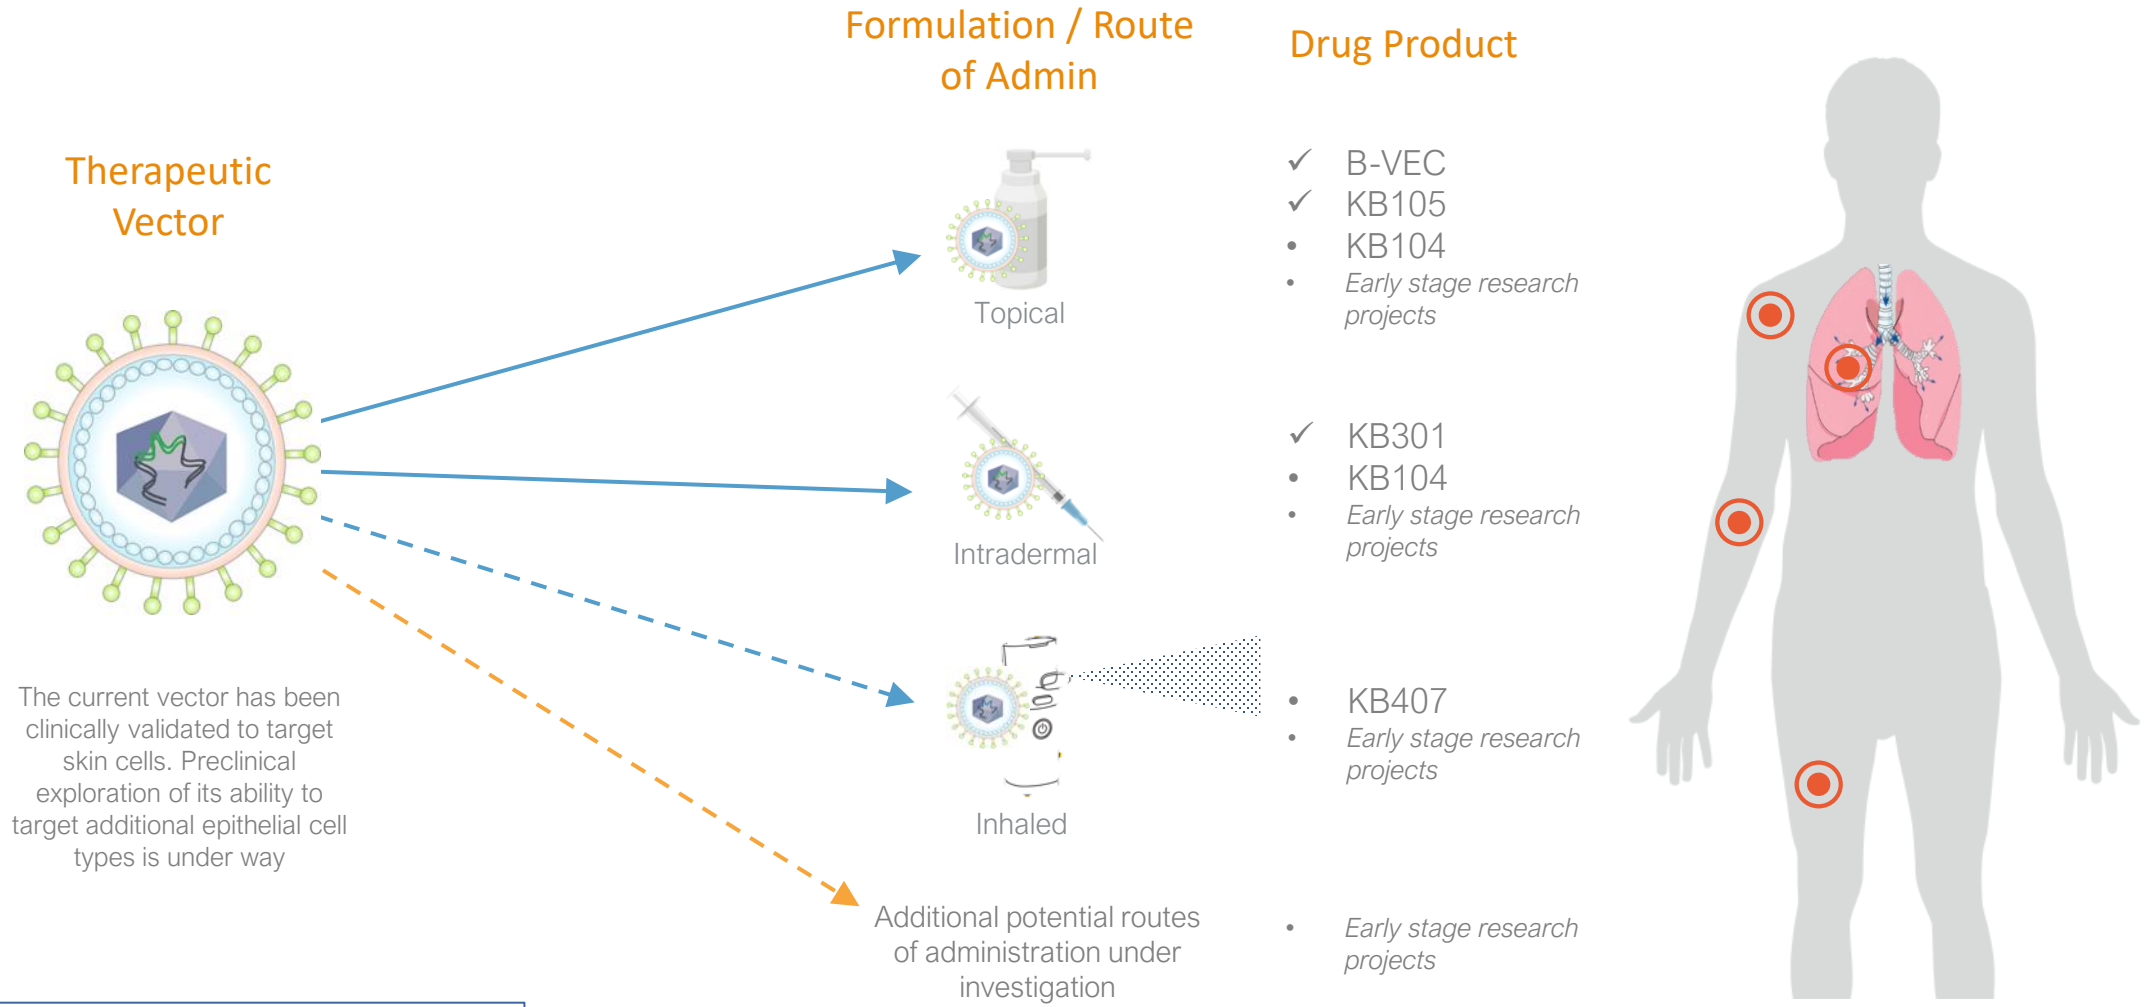 Formulation / Route
of Admin
Drug Product
Therapeutic
Vector
✓ B-VEC
✓ KB105
• KB104
• Early stage research
projects
Topical
✓ KB301
• KB104
• Early stage research
projects
Intradermal
The current vector has been
clinically validated to target
skin cells. Preclinical
exploration of its ability to
target additional epithelial cell
types is under way
• KB407
• Early stage research
projects
Inhaled
Additional potential routes
of administration under
investigation
• Early stage research
projects